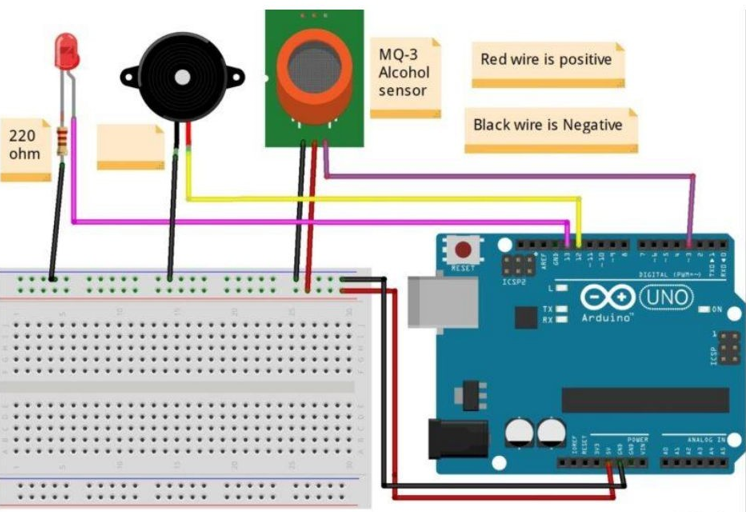 MQ-3
Alcohol
sensor
Red wire is positive
Black wire is Negative
220
ohm
RESET
ICSP2
AREF
GND
13
12
~11
~10
~9
8
7
~6
~5
4
~3
2
TX▸1
RX◂0
DIGITAL (PWM~)
L
TX
RX
UNO
ON
Arduino™
ICSP
1
IOREF
RESET
3V3
5V
GND
GND
VIN
POWER
ANALOG IN
A0
A1
A2
A3
A4
A5